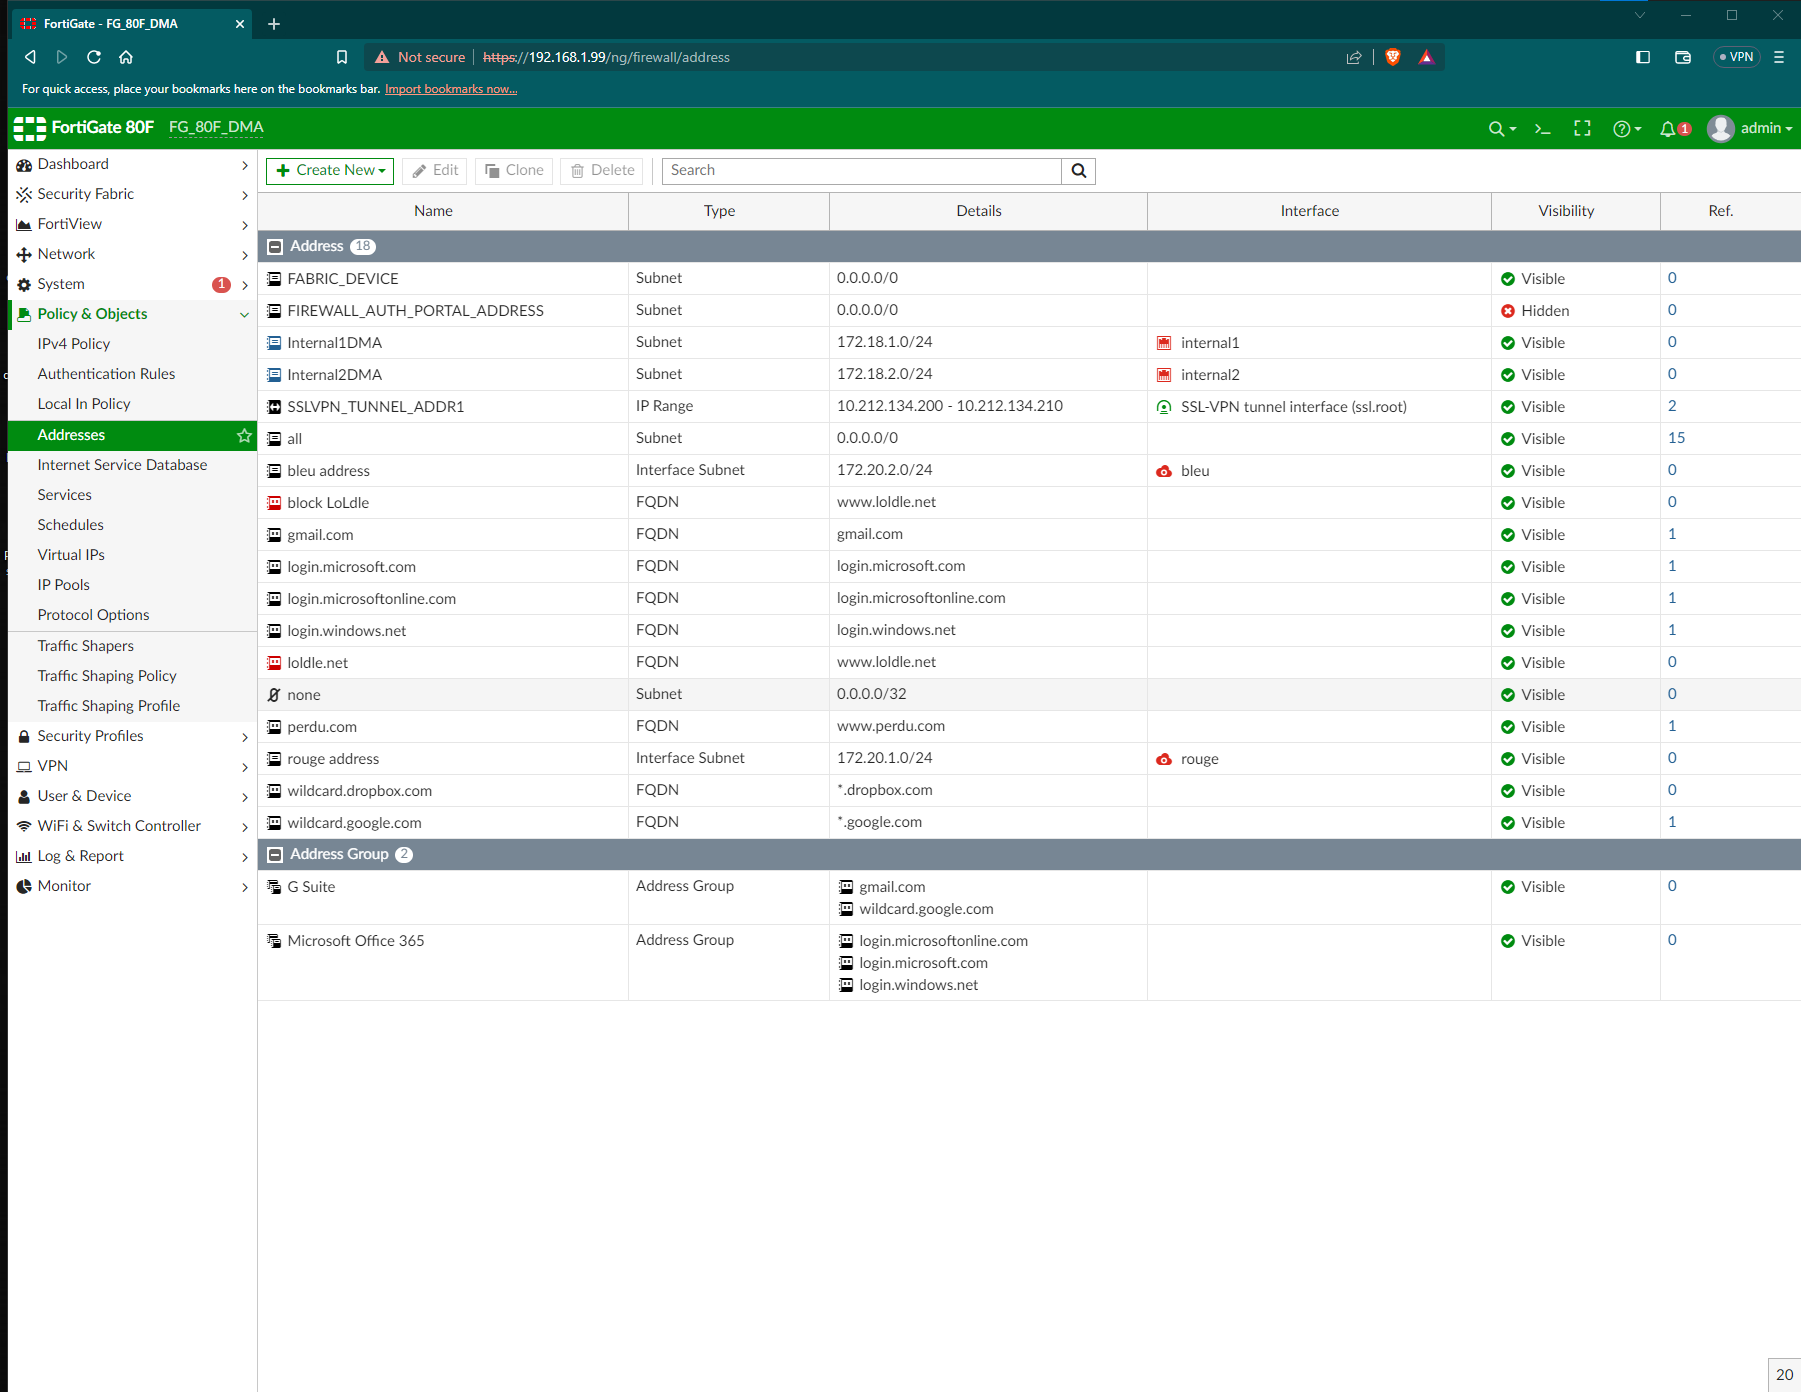 FortiGate - FG_80F_DMA
Not secure https://192.168.1.99/ng/firewall/address
VPN
For quick access, place your bookmarks here on the bookmarks bar. Import bookmarks now...
FortiGate 80F FG_80F_DMA
1 admin
Dashboard
Security Fabric
FortiView
Network
System 1
Policy & Objects
IPv4 Policy
Authentication Rules
Local In Policy
Addresses
Internet Service Database
Services
Schedules
Virtual IPs
IP Pools
Protocol Options
Traffic Shapers
Traffic Shaping Policy
Traffic Shaping Profile
Security Profiles
VPN
User & Device
WiFi & Switch Controller
Log & Report
Monitor
Create New Edit Clone Delete Search
Name Type Details Interface Visibility Ref.
Address 18
FABRIC_DEVICE Subnet 0.0.0.0/0 Visible 0
FIREWALL_AUTH_PORTAL_ADDRESS Subnet 0.0.0.0/0 Hidden 0
Internal1DMA Subnet 172.18.1.0/24 internal1 Visible 0
Internal2DMA Subnet 172.18.2.0/24 internal2 Visible 0
SSLVPN_TUNNEL_ADDR1 IP Range 10.212.134.200 - 10.212.134.210 SSL-VPN tunnel interface (ssl.root) Visible 2
all Subnet 0.0.0.0/0 Visible 15
bleu address Interface Subnet 172.20.2.0/24 bleu Visible 0
block LoLdle FQDN www.loldle.net Visible 0
gmail.com FQDN gmail.com Visible 1
login.microsoft.com FQDN login.microsoft.com Visible 1
login.microsoftonline.com FQDN login.microsoftonline.com Visible 1
login.windows.net FQDN login.windows.net Visible 1
loldle.net FQDN www.loldle.net Visible 0
none Subnet 0.0.0.0/32 Visible 0
perdu.com FQDN www.perdu.com Visible 1
rouge address Interface Subnet 172.20.1.0/24 rouge Visible 0
wildcard.dropbox.com FQDN *.dropbox.com Visible 0
wildcard.google.com FQDN *.google.com Visible 1
Address Group 2
G Suite Address Group gmail.com Visible 0
wildcard.google.com
Microsoft Office 365 Address Group login.microsoftonline.com Visible 0
login.microsoft.com
login.windows.net
20